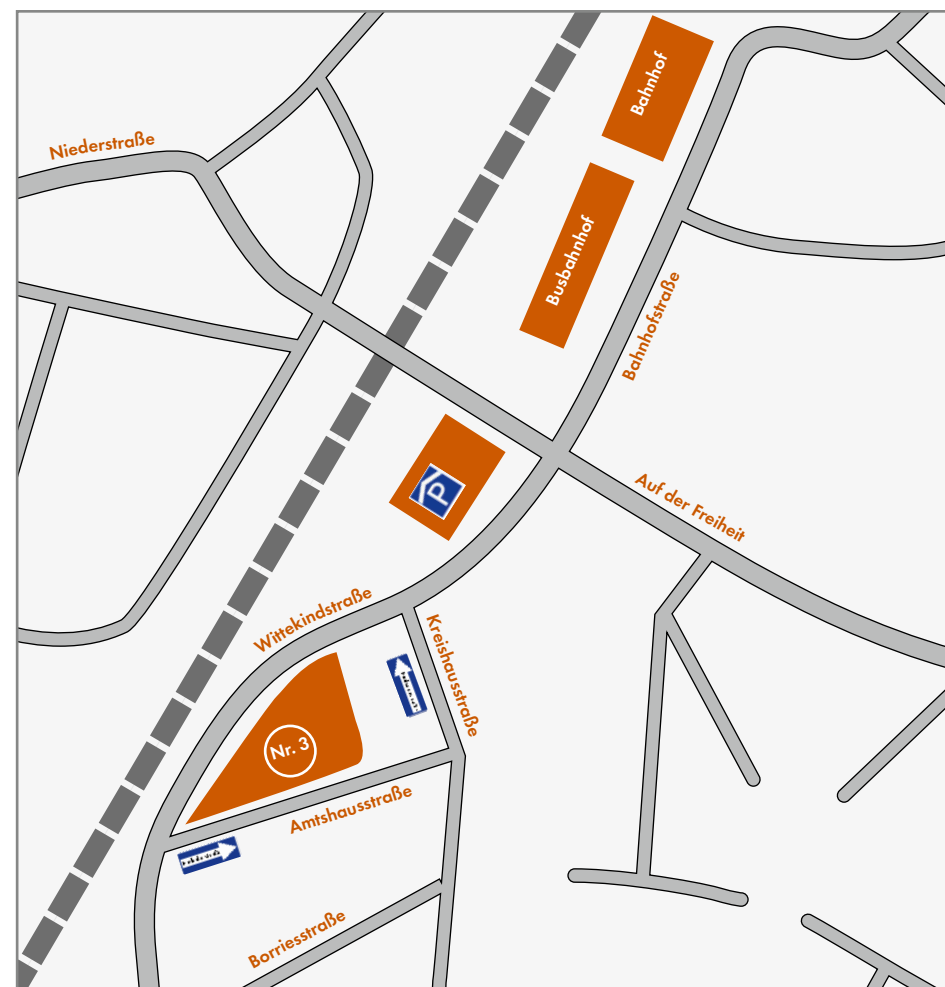 Bahnhof
Niederstraße
Busbahnhof
Bahnhofstraße
P
Auf der Freiheit
Wittekindstraße
Kreishausstraße
Nr. 3
Amtshausstraße
Borriesstraße